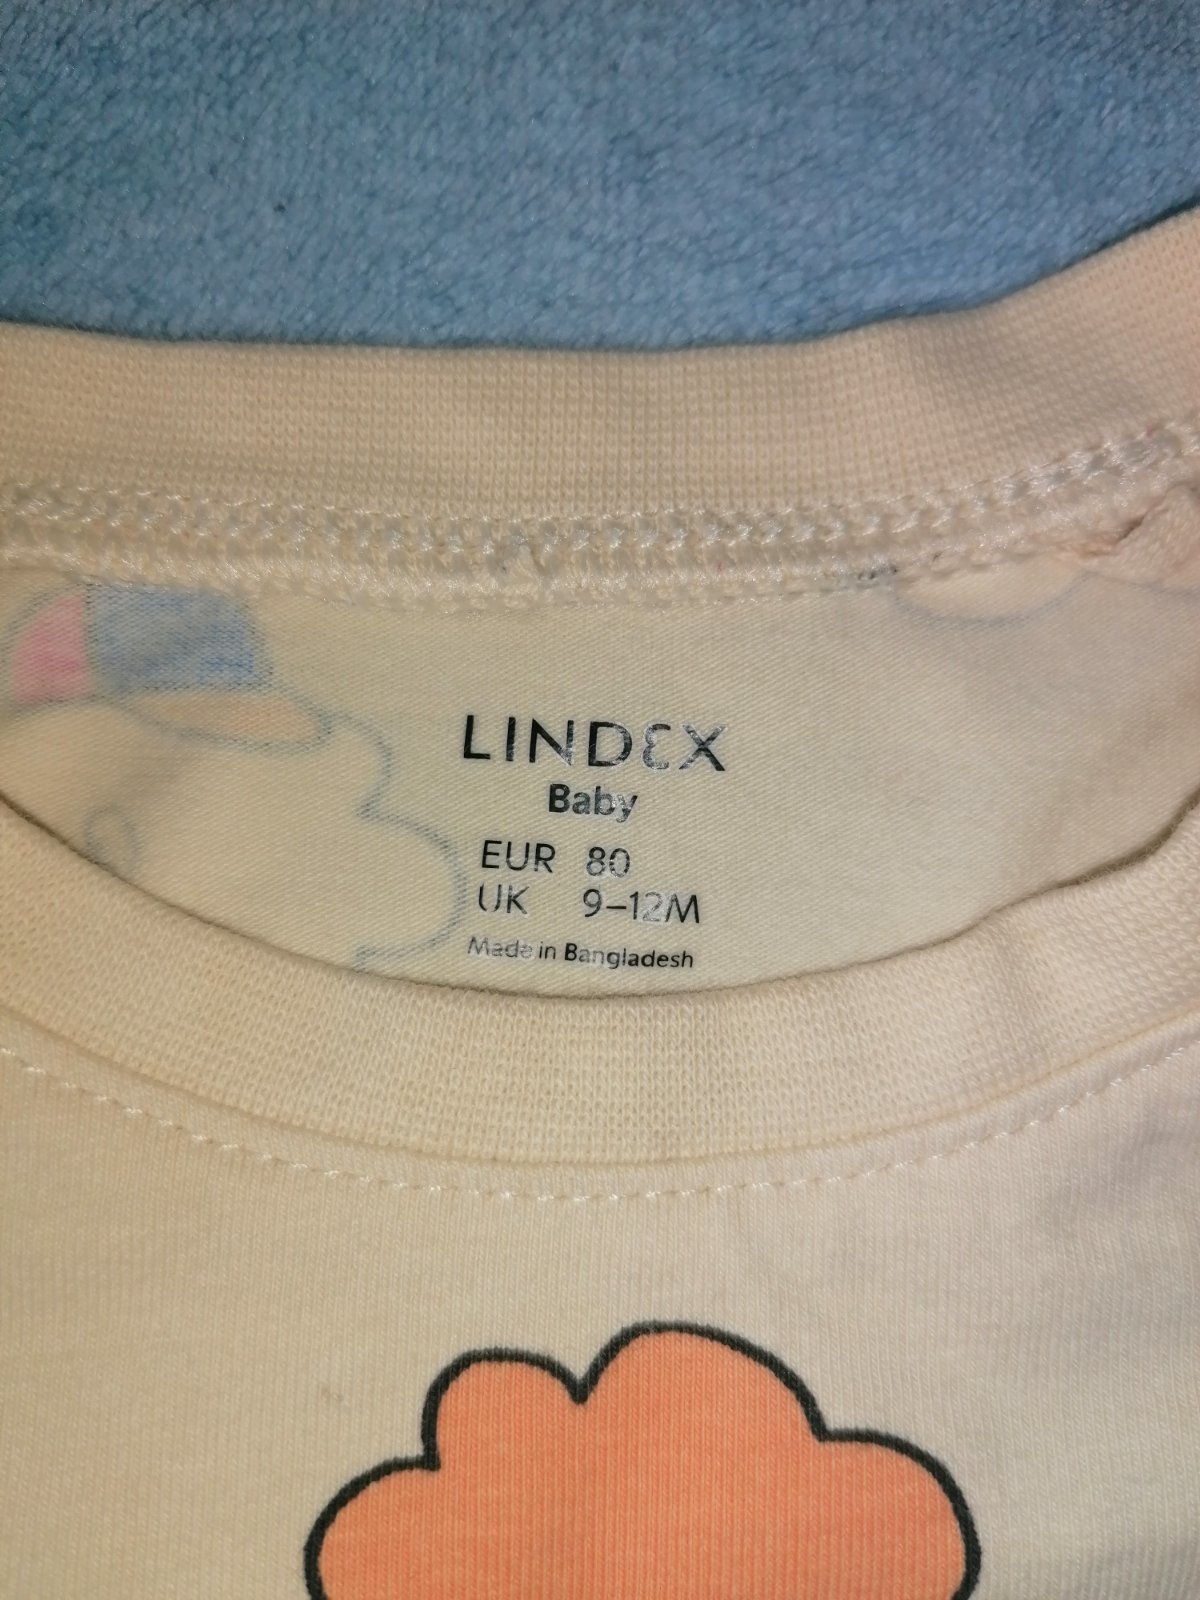 LINDEX
Baby
EUR 80
UK 9–12M
Made in Bangladesh